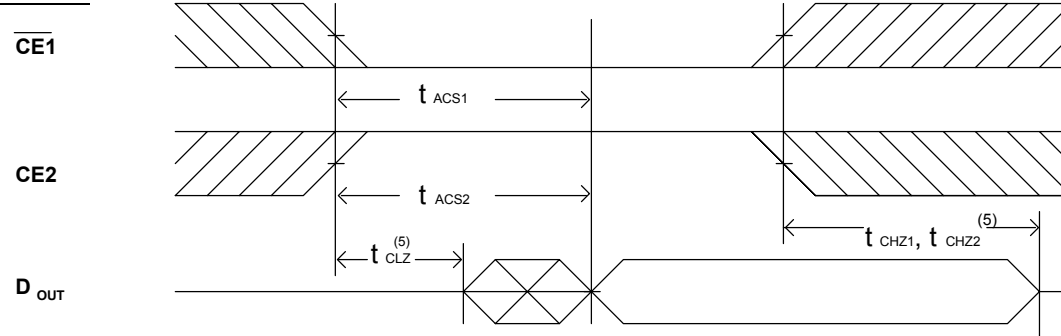 CE1
t ACS1
CE2
t ACS2
t CLZ (5)
t CHZ1, t CHZ2 (5)
D OUT